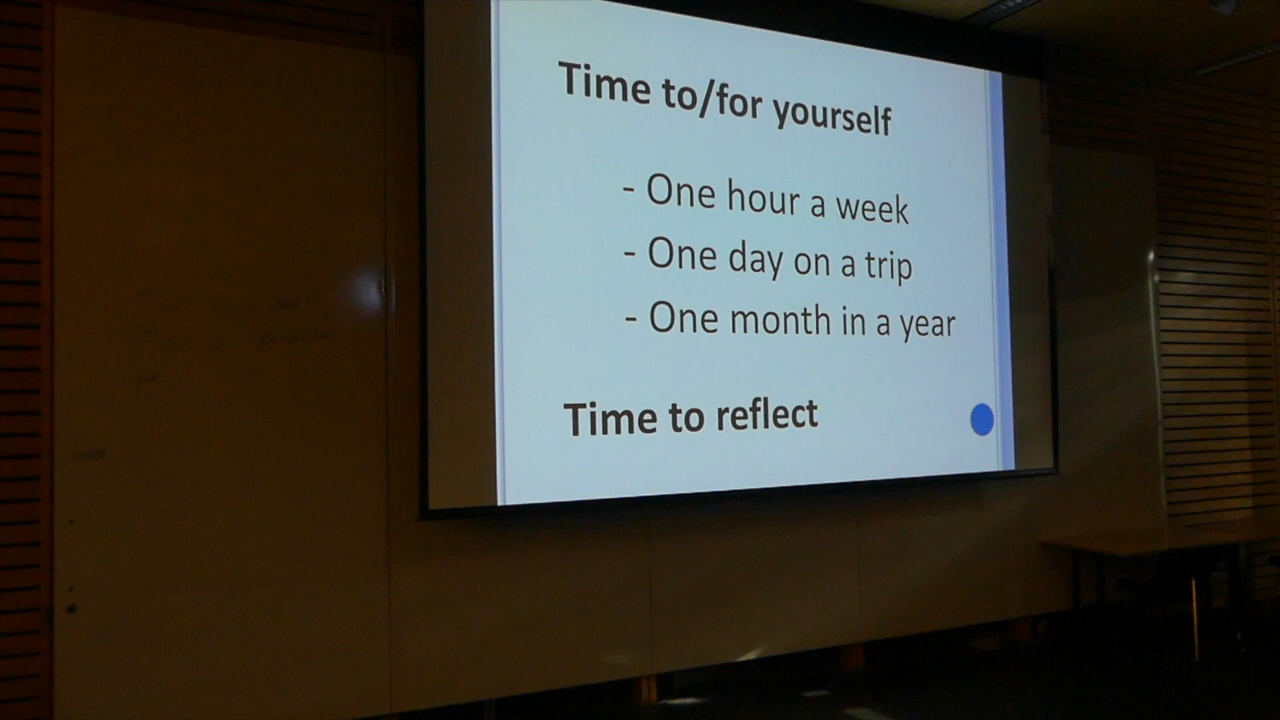 Time to/for yourself
- One hour a week
- One day on a trip
- One month in a year
Time to reflect